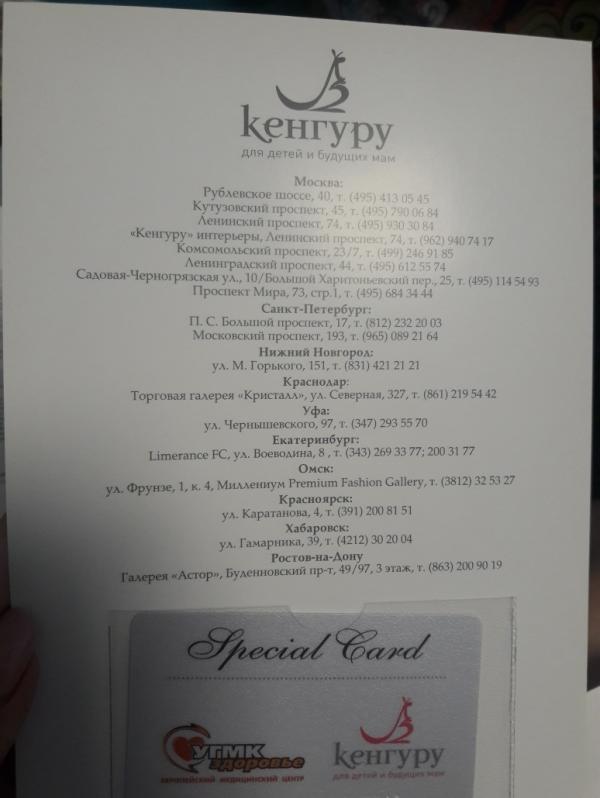 кенгуру
для детей и будущих мам
Москва:
Рублевское шоссе, 40, т. (495) 413 05 45
Кутузовский проспект, 45, т. (495) 790 06 84
Ленинский проспект, 74, т. (495) 930 30 84
«Кенгуру» интерьеры, Ленинский проспект, 74, т. (962) 940 74 17
Комсомольский проспект, 23/7, т. (499) 246 91 85
Ленинградский проспект, 44, т. (495) 612 55 74
Садовая-Черногрязская ул., 10/Большой Харитоньевский пер., 25, т. (495) 114 54 93
Проспект Мира, 73, стр.1, т. (495) 684 34 44
Санкт-Петербург:
П. С. Большой проспект, 17, т. (812) 232 20 03
Московский проспект, 193, т. (965) 089 21 64
Нижний Новгород:
ул. М. Горького, 151, т. (831) 421 21 21
Краснодар:
Торговая галерея «Кристалл», ул. Северная, 327, т. (861) 219 54 42
Уфа:
ул. Чернышевского, 97, т. (347) 293 55 70
Екатеринбург:
Limerance FC, ул. Воеводина, 8 , т. (343) 269 33 77; 200 31 77
Омск:
ул. Фрунзе, 1, к. 4, Миллениум Premium Fashion Gallery, т. (3812) 32 53 27
Красноярск:
ул. Каратанова, 4, т. (391) 200 81 51
Хабаровск:
ул. Гамарника, 39, т. (4212) 30 20 04
Ростов-на-Дону
Галерея «Астор», Буденновский пр-т, 49/97, 3 этаж, т. (863) 200 90 19
Special Card
УГМК
здоровье
ЕВРОПЕЙСКИЙ МЕДИЦИНСКИЙ ЦЕНТР
кенгуру
для детей и будущих мам